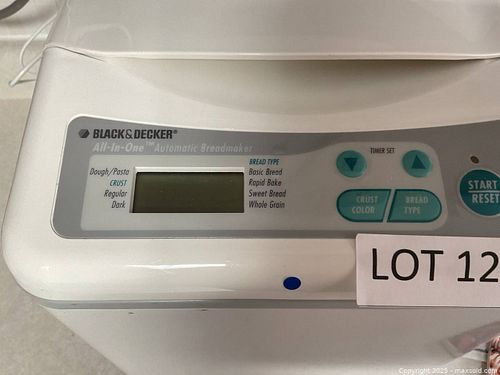 BLACK&DECKER®
All-In-One™ Automatic Breadmaker
TIMER SET
BREAD TYPE
Dough/Pasta
CRUST
Regular
Dark
Basic Bread
Rapid Bake
Sweet Bread
Whole Grain
CRUST
COLOR
BREAD
TYPE
START
RESET
LOT 12
Copyright 2025 - maxsold.com